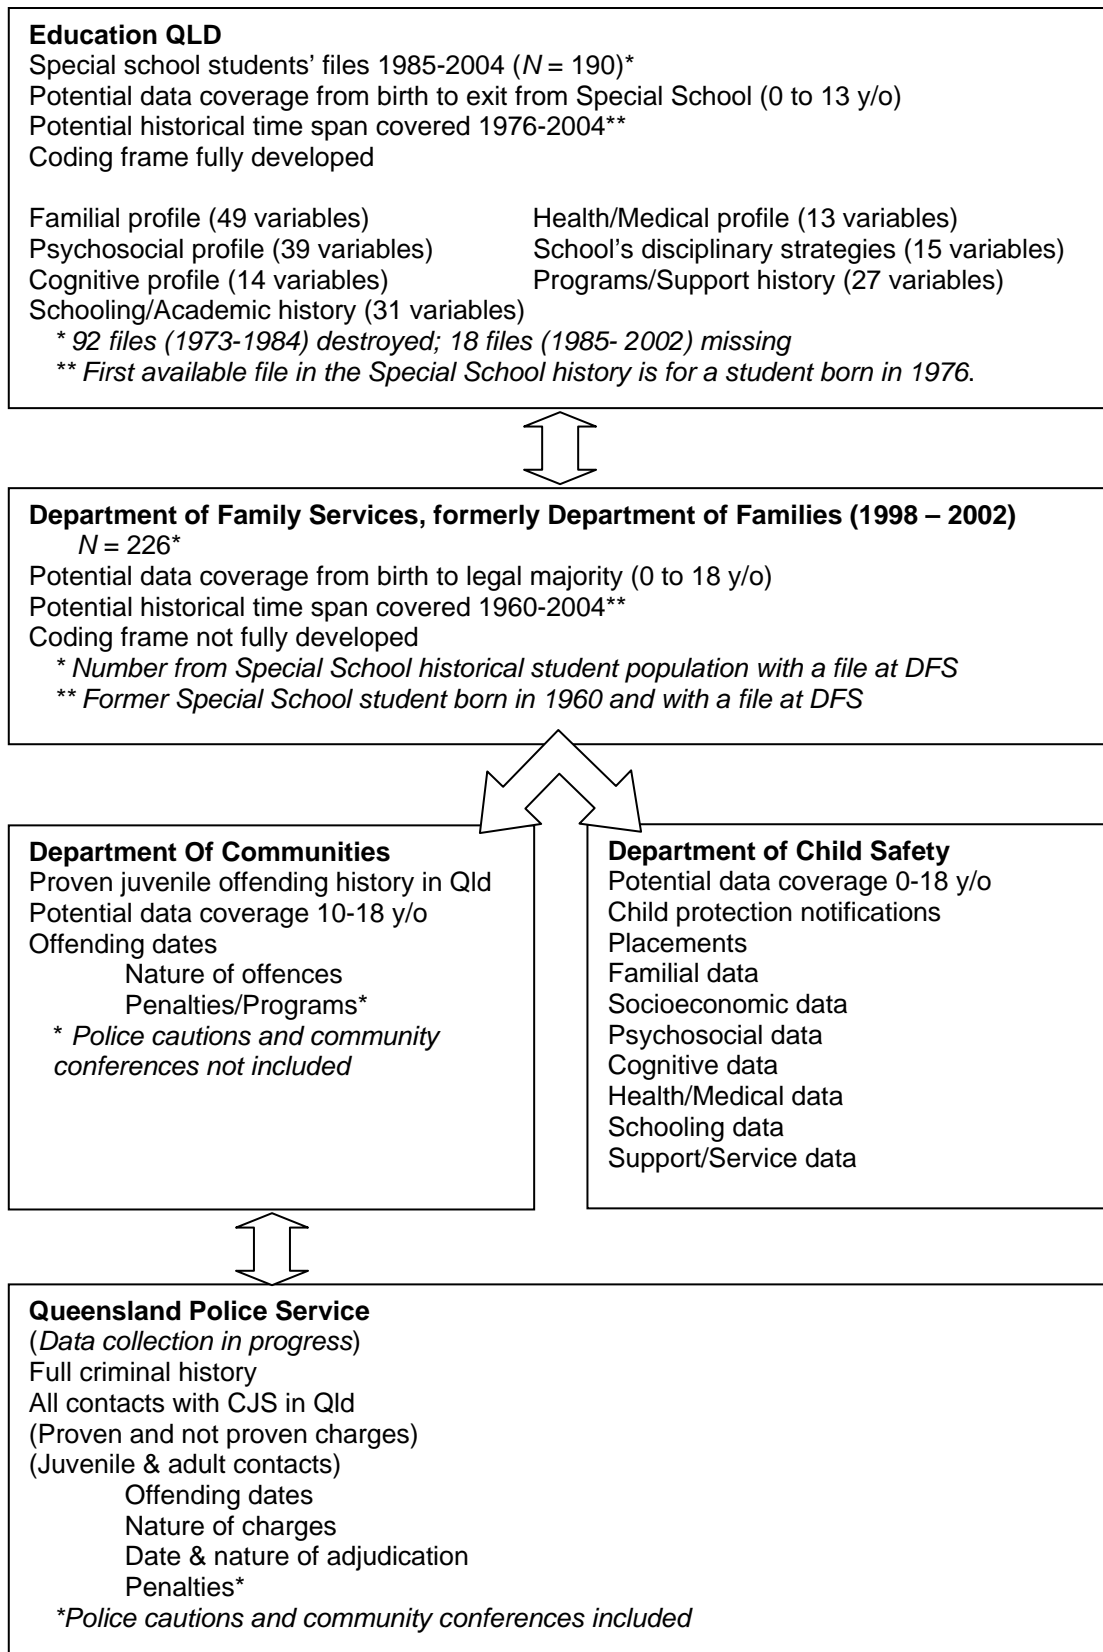 Education QLD
Special school students’ files 1985-2004 (N = 190)*
Potential data coverage from birth to exit from Special School (0 to 13 y/o)
Potential historical time span covered 1976-2004**
Coding frame fully developed
Familial profile (49 variables) Health/Medical profile (13 variables)
Psychosocial profile (39 variables) School’s disciplinary strategies (15 variables)
Cognitive profile (14 variables) Programs/Support history (27 variables)
Schooling/Academic history (31 variables)
* 92 files (1973-1984) destroyed; 18 files (1985- 2002) missing
** First available file in the Special School history is for a student born in 1976.
Department of Family Services, formerly Department of Families (1998 – 2002)
N = 226*
Potential data coverage from birth to legal majority (0 to 18 y/o)
Potential historical time span covered 1960-2004**
Coding frame not fully developed
* Number from Special School historical student population with a file at DFS
** Former Special School student born in 1960 and with a file at DFS
Department Of Communities
Proven juvenile offending history in Qld
Potential data coverage 10-18 y/o
Offending dates
Nature of offences
Penalties/Programs*
* Police cautions and community
conferences not included
Department of Child Safety
Potential data coverage 0-18 y/o
Child protection notifications
Placements
Familial data
Socioeconomic data
Psychosocial data
Cognitive data
Health/Medical data
Schooling data
Support/Service data
Queensland Police Service
(Data collection in progress)
Full criminal history
All contacts with CJS in Qld
(Proven and not proven charges)
(Juvenile & adult contacts)
Offending dates
Nature of charges
Date & nature of adjudication
Penalties*
*Police cautions and community conferences included